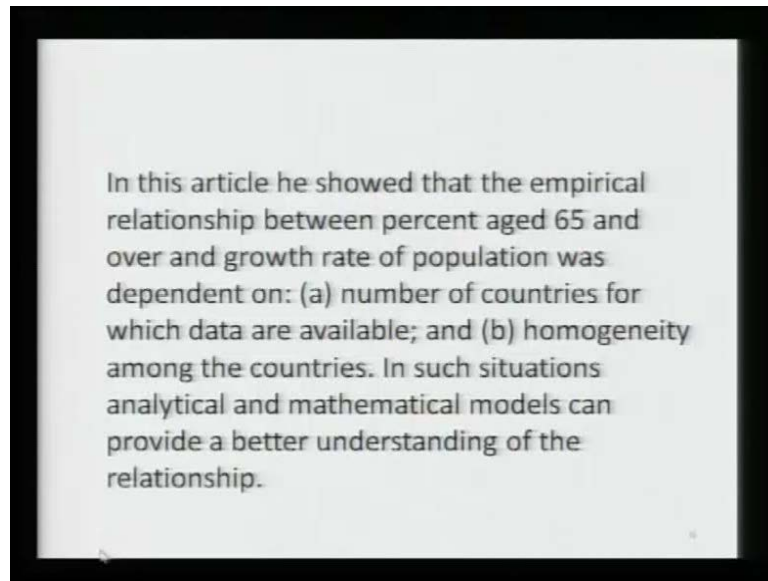 In this article he showed that the empirical
relationship between percent aged 65 and
over and growth rate of population was
dependent on: (a) number of countries for
which data are available; and (b) homogeneity
among the countries. In such situations
analytical and mathematical models can
provide a better understanding of the
relationship.